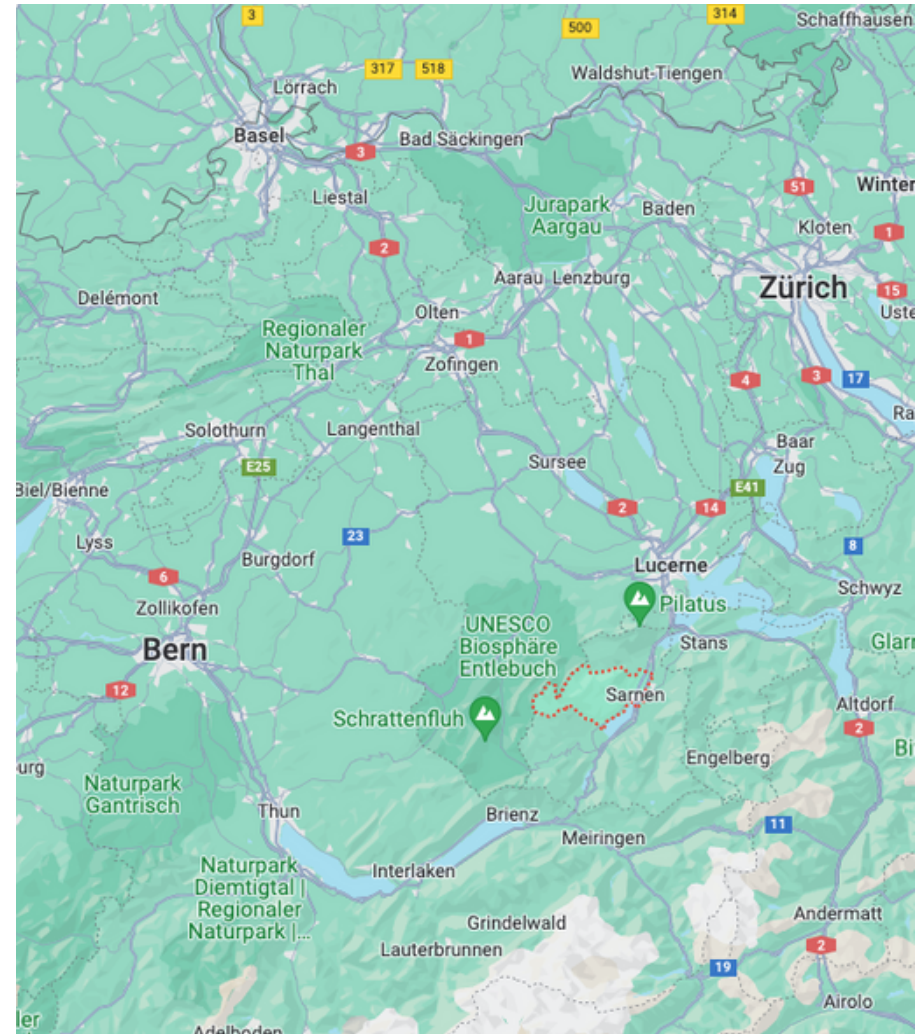 3
500
314
Schaffhausen
317
518
Waldshut-Tiengen
Lörrach
Basel
3
Bad Säckingen
51
Winter
Liestal
Jurapark
Aargau
Baden
Kloten
1
2
Aarau
Lenzburg
Zürich
15
Delémont
Olten
Uste
Regionaler
Naturpark
Thal
1
Zofingen
4
3
17
Ra
Solothurn
Langenthal
Baar
Zug
E25
Sursee
Biel/Bienne
E41
2
14
23
Lyss
8
Burgdorf
Lucerne
6
Schwyz
Zollikofen
Pilatus
UNESCO
Biosphäre
Entlebuch
Bern
Stans
Glar
12
Sarnen
Schrattenfluh
Altdorf
2
Bi
Engelberg
urg
Naturpark
Gantrisch
Thun
Brienz
11
Meiringen
Naturpark
Diemtigtal |
Regionaler
Naturpark |...
Interlaken
Grindelwald
Andermatt
Lauterbrunnen
2
19
Airolo
ler
Adelboden